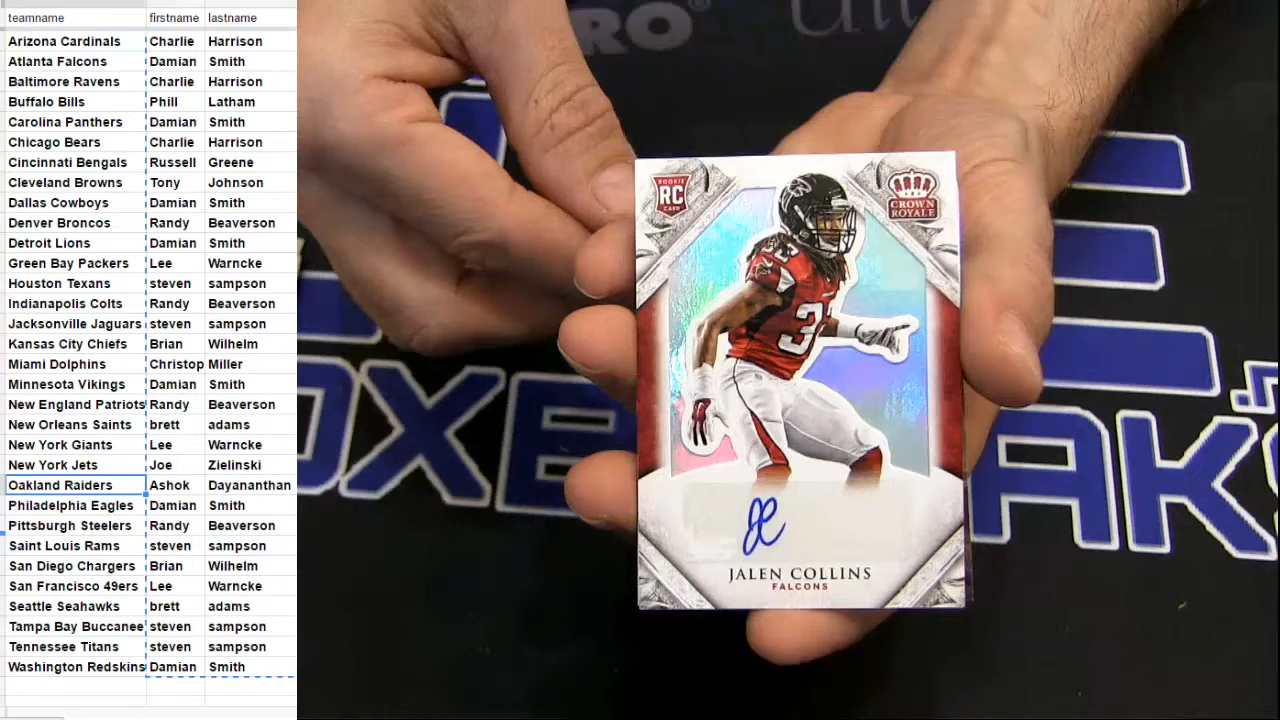 teamname firstname lastname
Arizona Cardinals Charlie Harrison
Atlanta Falcons Damian Smith
Baltimore Ravens Charlie Harrison
Buffalo Bills Phill Latham
Carolina Panthers Damian Smith
Chicago Bears Charlie Harrison
Cincinnati Bengals Russell Greene
Cleveland Browns Tony Johnson
Dallas Cowboys Damian Smith
Denver Broncos Randy Beaverson
Detroit Lions Damian Smith
Green Bay Packers Lee Warncke
Houston Texans steven sampson
Indianapolis Colts Randy Beaverson
Jacksonville Jaguars steven sampson
Kansas City Chiefs Brian Wilhelm
Miami Dolphins Christop Miller
Minnesota Vikings Damian Smith
New England Patriots Randy Beaverson
New Orleans Saints brett adams
New York Giants Lee Warncke
New York Jets Joe Zielinski
Oakland Raiders Ashok Dayananthan
Philadelphia Eagles Damian Smith
Pittsburgh Steelers Randy Beaverson
Saint Louis Rams steven sampson
San Diego Chargers Brian Wilhelm
San Francisco 49ers Lee Warncke
Seattle Seahawks brett adams
Tampa Bay Buccanee steven sampson
Tennessee Titans steven sampson
Washington Redskins Damian Smith
RO Ul
ROOKIE
RC
CARD
CROWN
ROYALE
32
JC
JALEN COLLINS
FALCONS
OXE AK